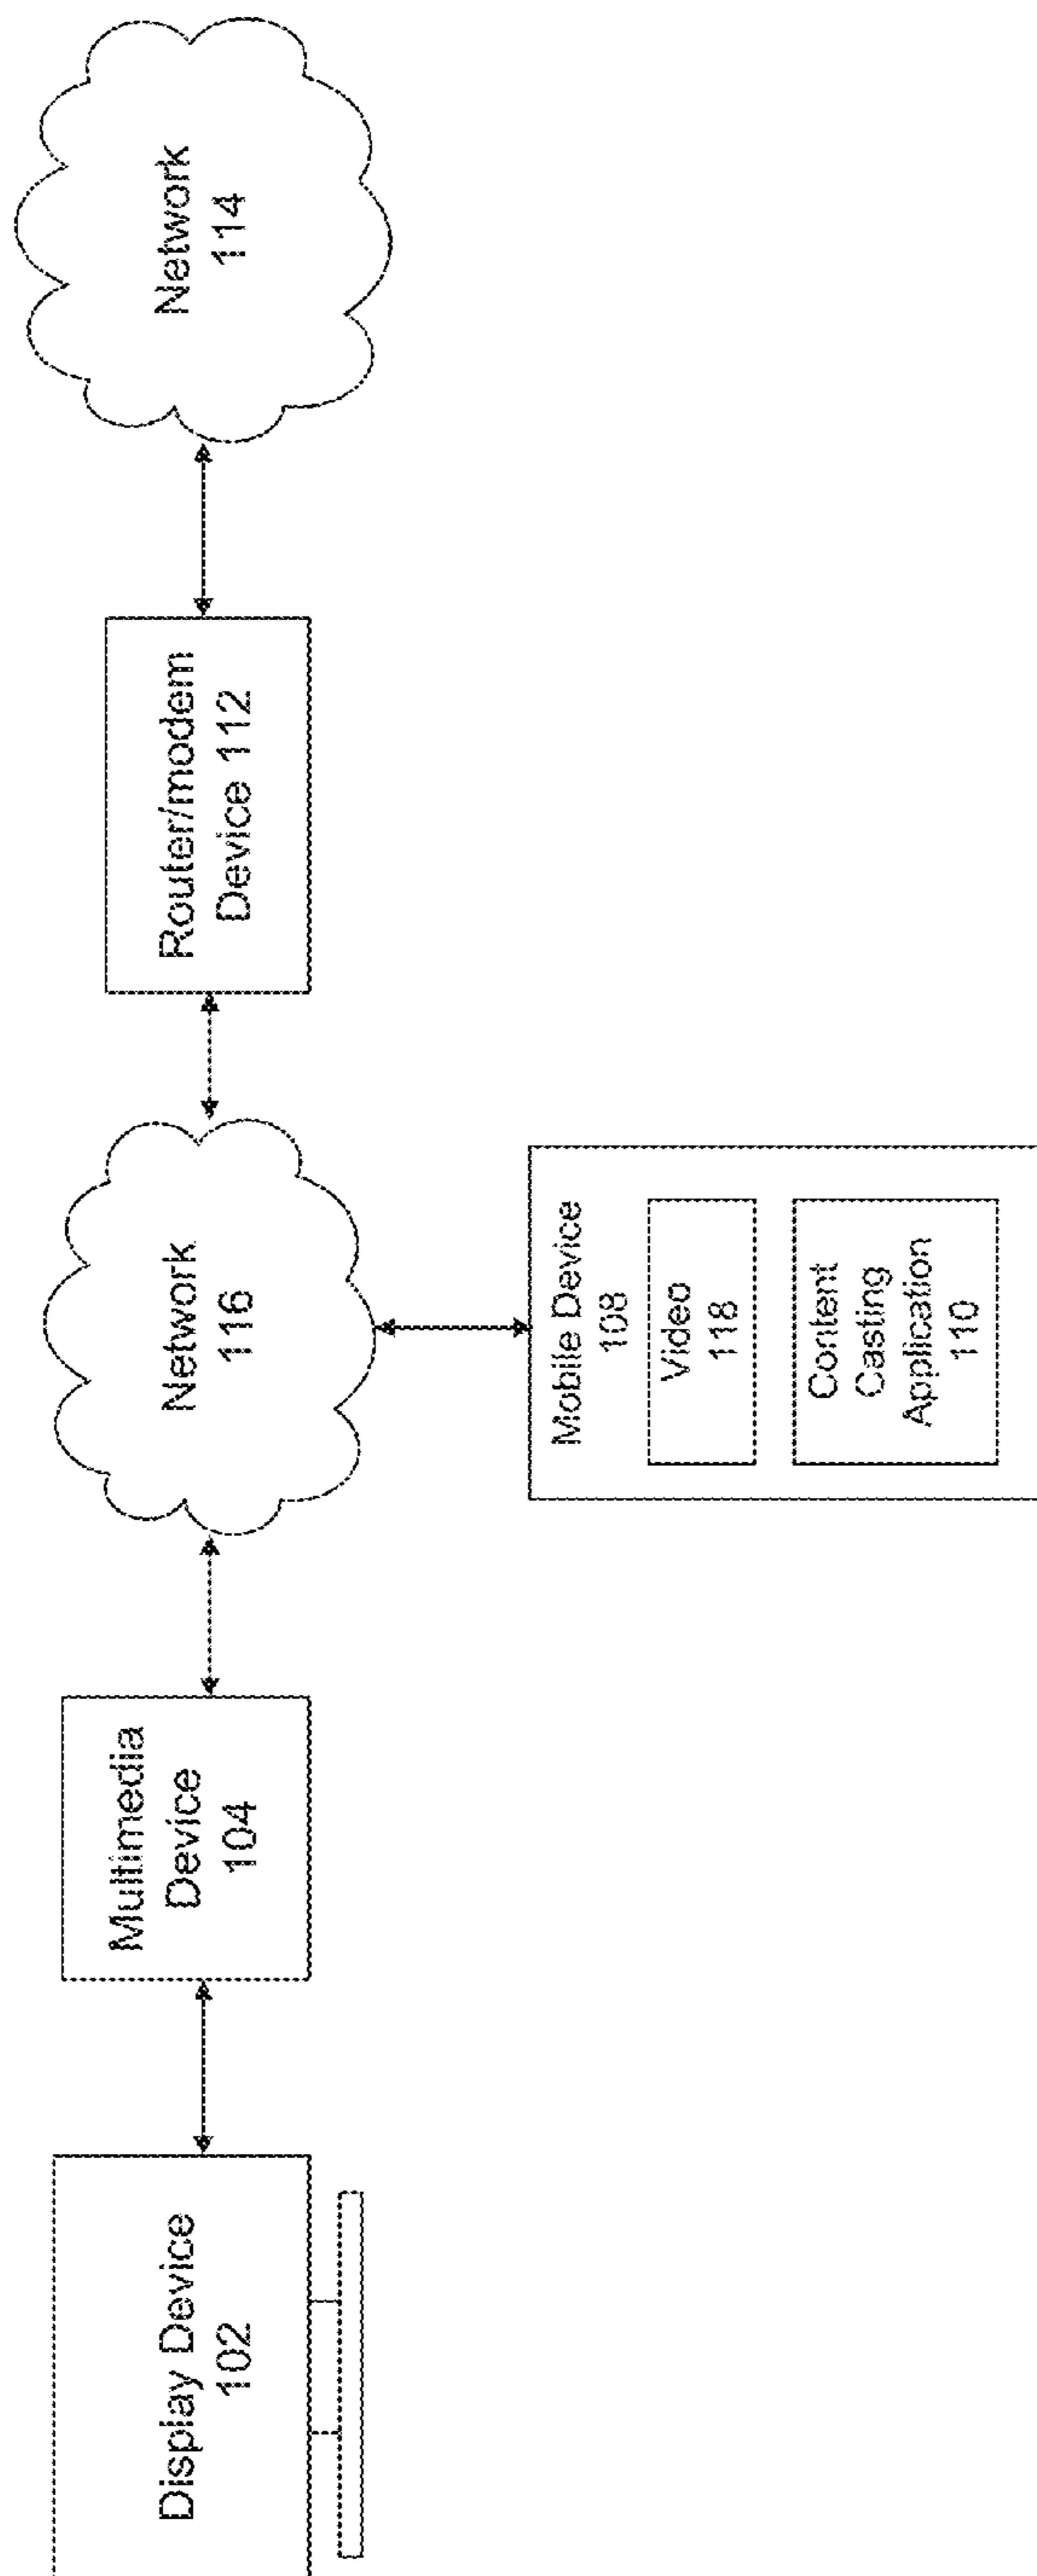 Display Device
102
Multimedia
Device
104
Network
116
Router/modem
Device 112
Network
114
Mobile Device
108
Video
118
Content
Casting
Application
110